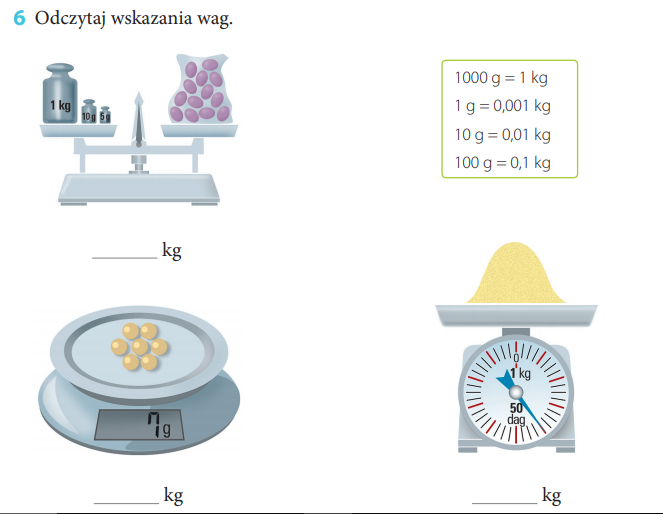 6 Odczytaj wskazania wag.
1 kg
10 g 5 g
1000 g = 1 kg
1 g = 0,001 kg
10 g = 0,01 kg
100 g = 0,1 kg
_______ kg
0
1 kg
50
dag
7 g
_______ kg
_______ kg